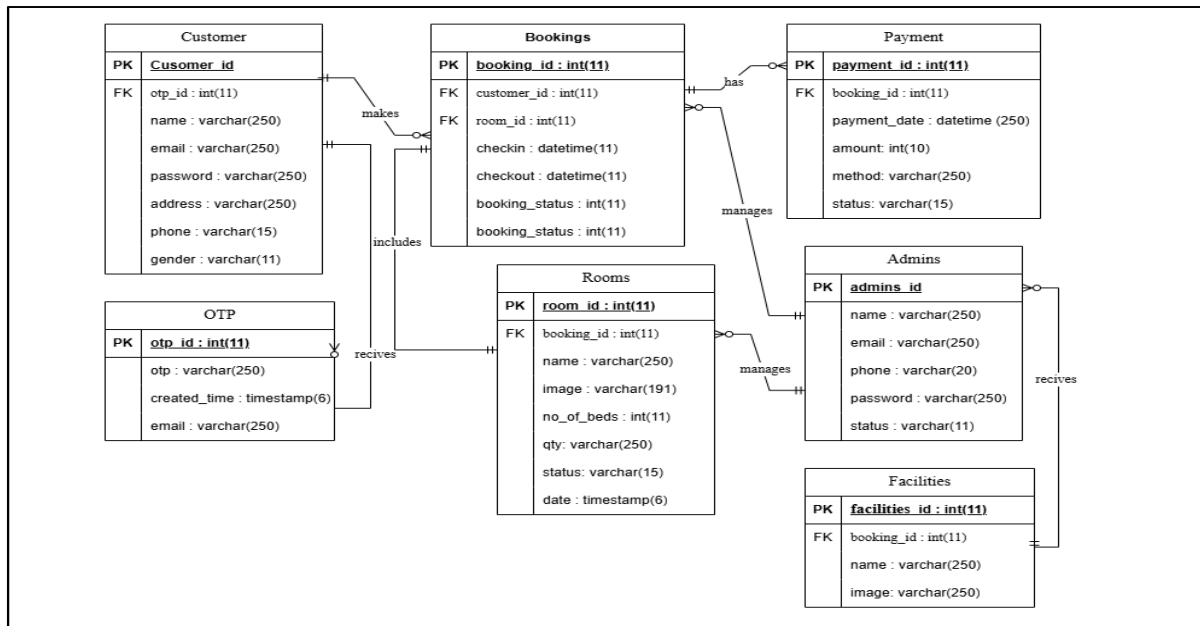 Customer
PK Cusomer_id
FK otp_id : int(11)
name : varchar(250)
email : varchar(250)
password : varchar(250)
address : varchar(250)
phone : varchar(15)
gender : varchar(11)
makes
Bookings
PK booking_id : int(11)
FK customer_id : int(11)
FK room_id : int(11)
checkin : datetime(11)
checkout : datetime(11)
booking_status : int(11)
booking_status : int(11)
has
Payment
PK payment_id : int(11)
FK booking_id : int(11)
payment_date : datetime (250)
amount: int(10)
method: varchar(250)
status: varchar(15)
manages
includes
OTP
PK otp_id : int(11)
otp : varchar(250)
created_time : timestamp(6)
email : varchar(250)
recives
Rooms
PK room_id : int(11)
FK booking_id : int(11)
name : varchar(250)
image : varchar(191)
no_of_beds : int(11)
qty: varchar(250)
status: varchar(15)
date : timestamp(6)
manages
Admins
PK admins_id
name : varchar(250)
email : varchar(250)
phone : varchar(20)
password : varchar(250)
status : varchar(11)
recives
Facilities
PK facilities_id : int(11)
FK booking_id : int(11)
name : varchar(250)
image: varchar(250)